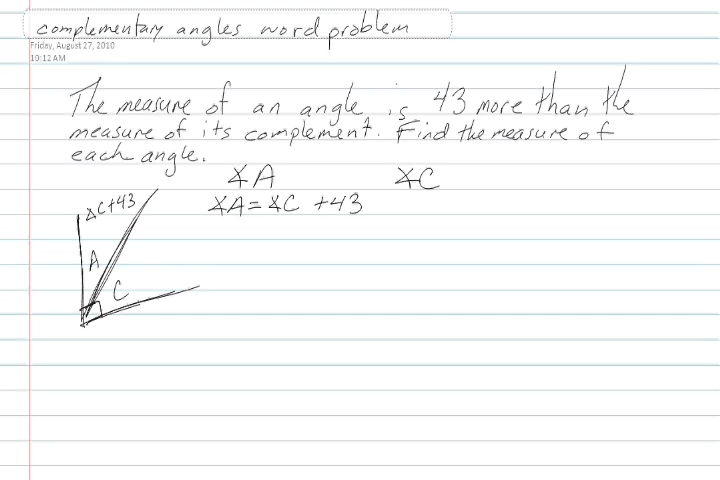 complementary angles word problem
Friday, August 27, 2010
10:12 AM
The measure of an angle is 43 more than the
measure of its complement. Find the measure of
each angle.
∡A ∡C
∡A = ∡C + 43
∡C + 43
A
C